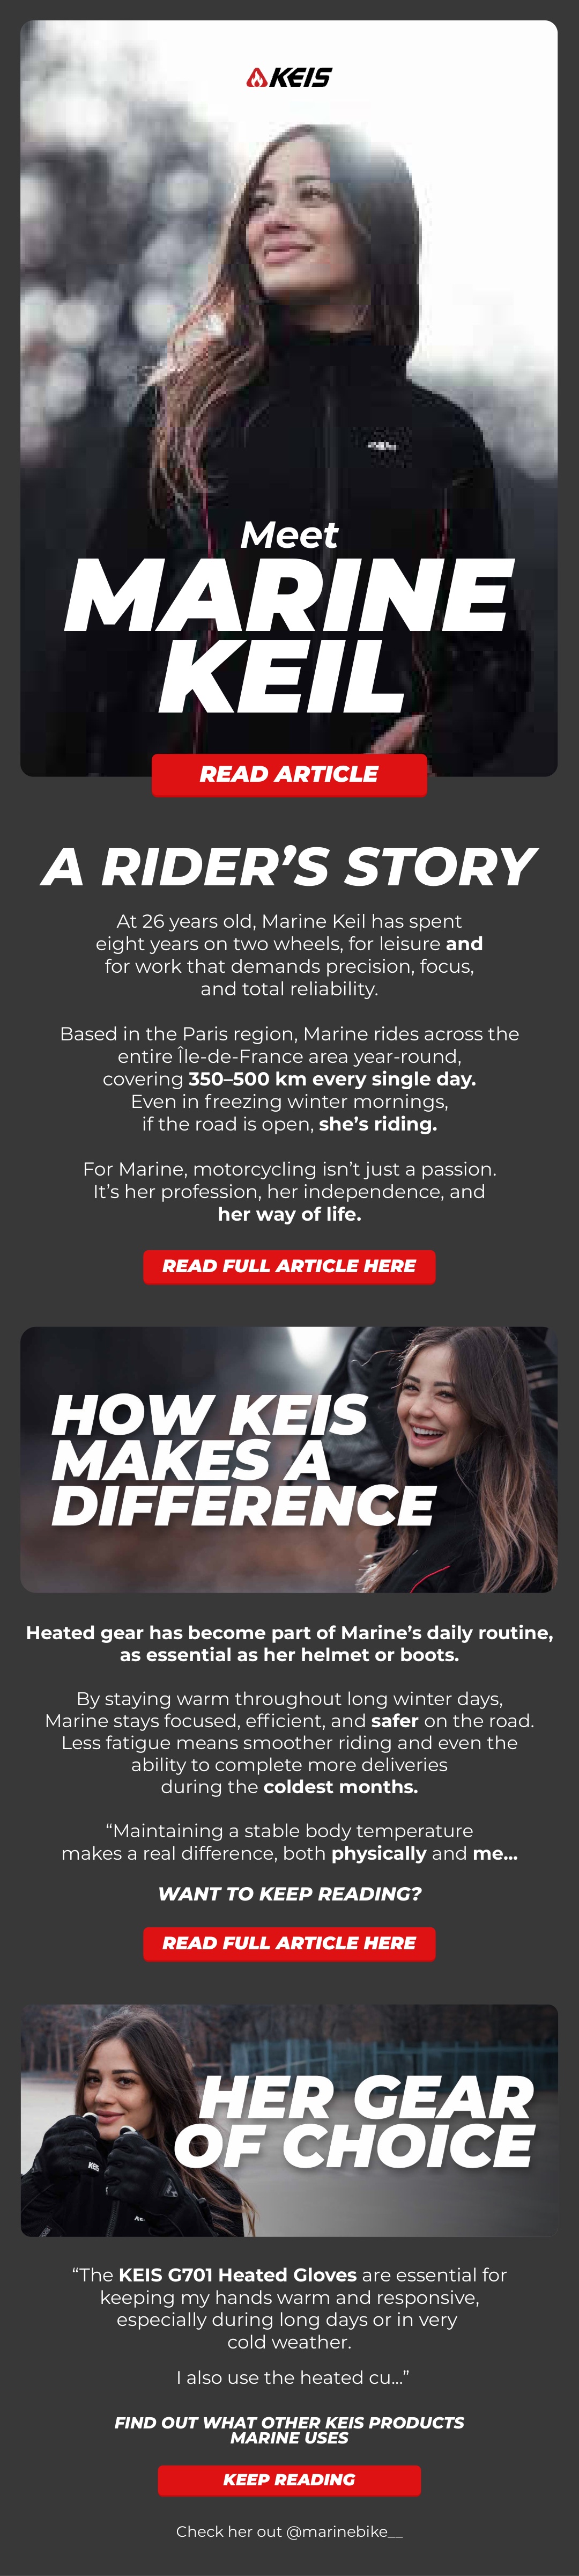 KEIS
Meet
MARINE
KEIL
READ ARTICLE
A RIDER’S STORY
At 26 years old, Marine Keil has spent
eight years on two wheels, for leisure and
for work that demands precision, focus,
and total reliability.
Based in the Paris region, Marine rides across the
entire Île-de-France area year-round,
covering 350–500 km every single day.
Even in freezing winter mornings,
if the road is open, she’s riding.
For Marine, motorcycling isn’t just a passion.
It’s her profession, her independence, and
her way of life.
READ FULL ARTICLE HERE
HOW KEIS
MAKES A
DIFFERENCE
Heated gear has become part of Marine’s daily routine,
as essential as her helmet or boots.
By staying warm throughout long winter days,
Marine stays focused, efficient, and safer on the road.
Less fatigue means smoother riding and even the
ability to complete more deliveries
during the coldest months.
“Maintaining a stable body temperature
makes a real difference, both physically and me...
WANT TO KEEP READING?
READ FULL ARTICLE HERE
HER GEAR
OF CHOICE
KEIS
“The KEIS G701 Heated Gloves are essential for
keeping my hands warm and responsive,
especially during long days or in very
cold weather.
I also use the heated cu...”
FIND OUT WHAT OTHER KEIS PRODUCTS
MARINE USES
KEEP READING
Check her out @marinebike__